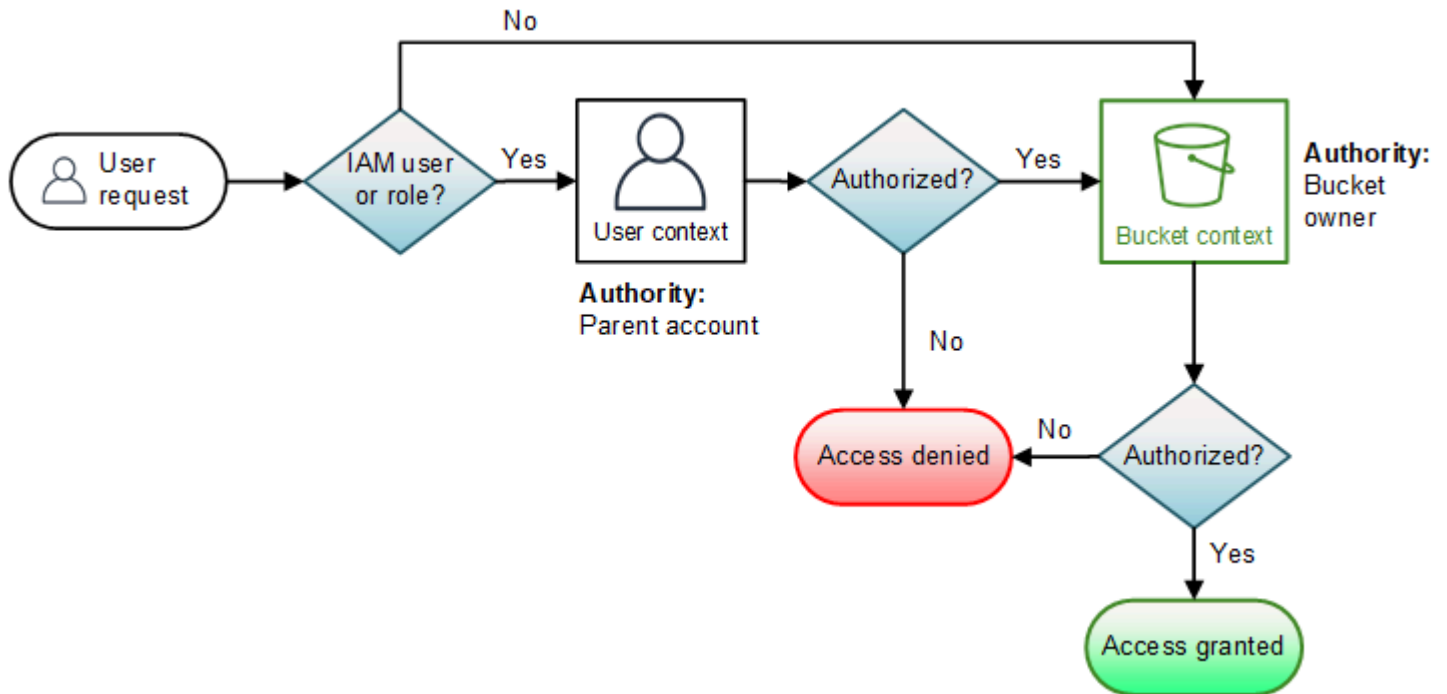 No
User
request
IAM user
or role?
Yes
User context
Authority:
Parent account
Authorized?
Yes
Bucket context
Authority:
Bucket
owner
No
Access denied
No
Authorized?
Yes
Access granted